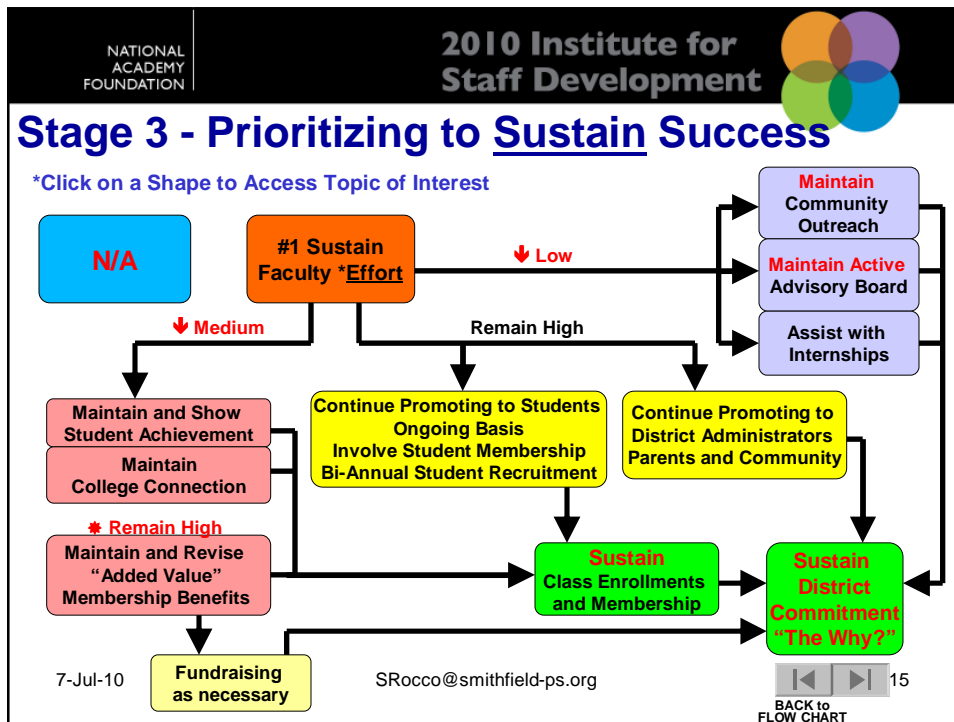 NATIONAL
ACADEMY
FOUNDATION
2010 Institute for
Staff Development
Stage 3 - Prioritizing to Sustain Success
*Click on a Shape to Access Topic of Interest
N/A
#1 Sustain
Faculty *Effort
🡻 Low
Maintain
Community
Outreach
Maintain Active
Advisory Board
Assist with
Internships
🡻 Medium
Remain High
Maintain and Show
Student Achievement
Maintain
College Connection
Continue Promoting to Students
Ongoing Basis
Involve Student Membership
Bi-Annual Student Recruitment
Continue Promoting to
District Administrators
Parents and Community
✹ Remain High
Maintain and Revise
“Added Value”
Membership Benefits
Sustain
Class Enrollments
and Membership
Sustain
District
Commitment
“The Why?”
Fundraising
as necessary
7-Jul-10
SRocco@smithfield-ps.org
15
BACK to
FLOW CHART